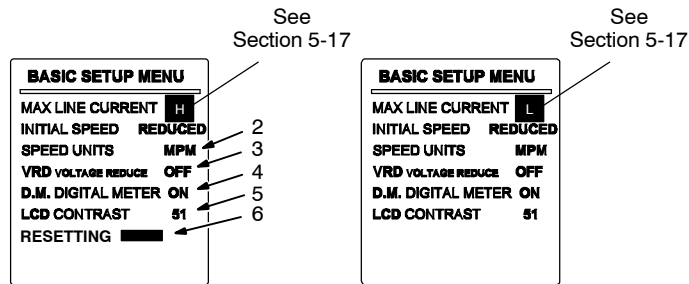 See
Section 5-17
BASIC SETUP MENU
MAX LINE CURRENT H
INITIAL SPEED REDUCED
SPEED UNITS MPM 2
VRD VOLTAGE REDUCE OFF 3
D.M. DIGITAL METER ON 4
LCD CONTRAST 51 5
RESETTING 6
See
Section 5-17
BASIC SETUP MENU
MAX LINE CURRENT L
INITIAL SPEED REDUCED
SPEED UNITS MPM
VRD VOLTAGE REDUCE OFF
D.M. DIGITAL METER ON
LCD CONTRAST 51